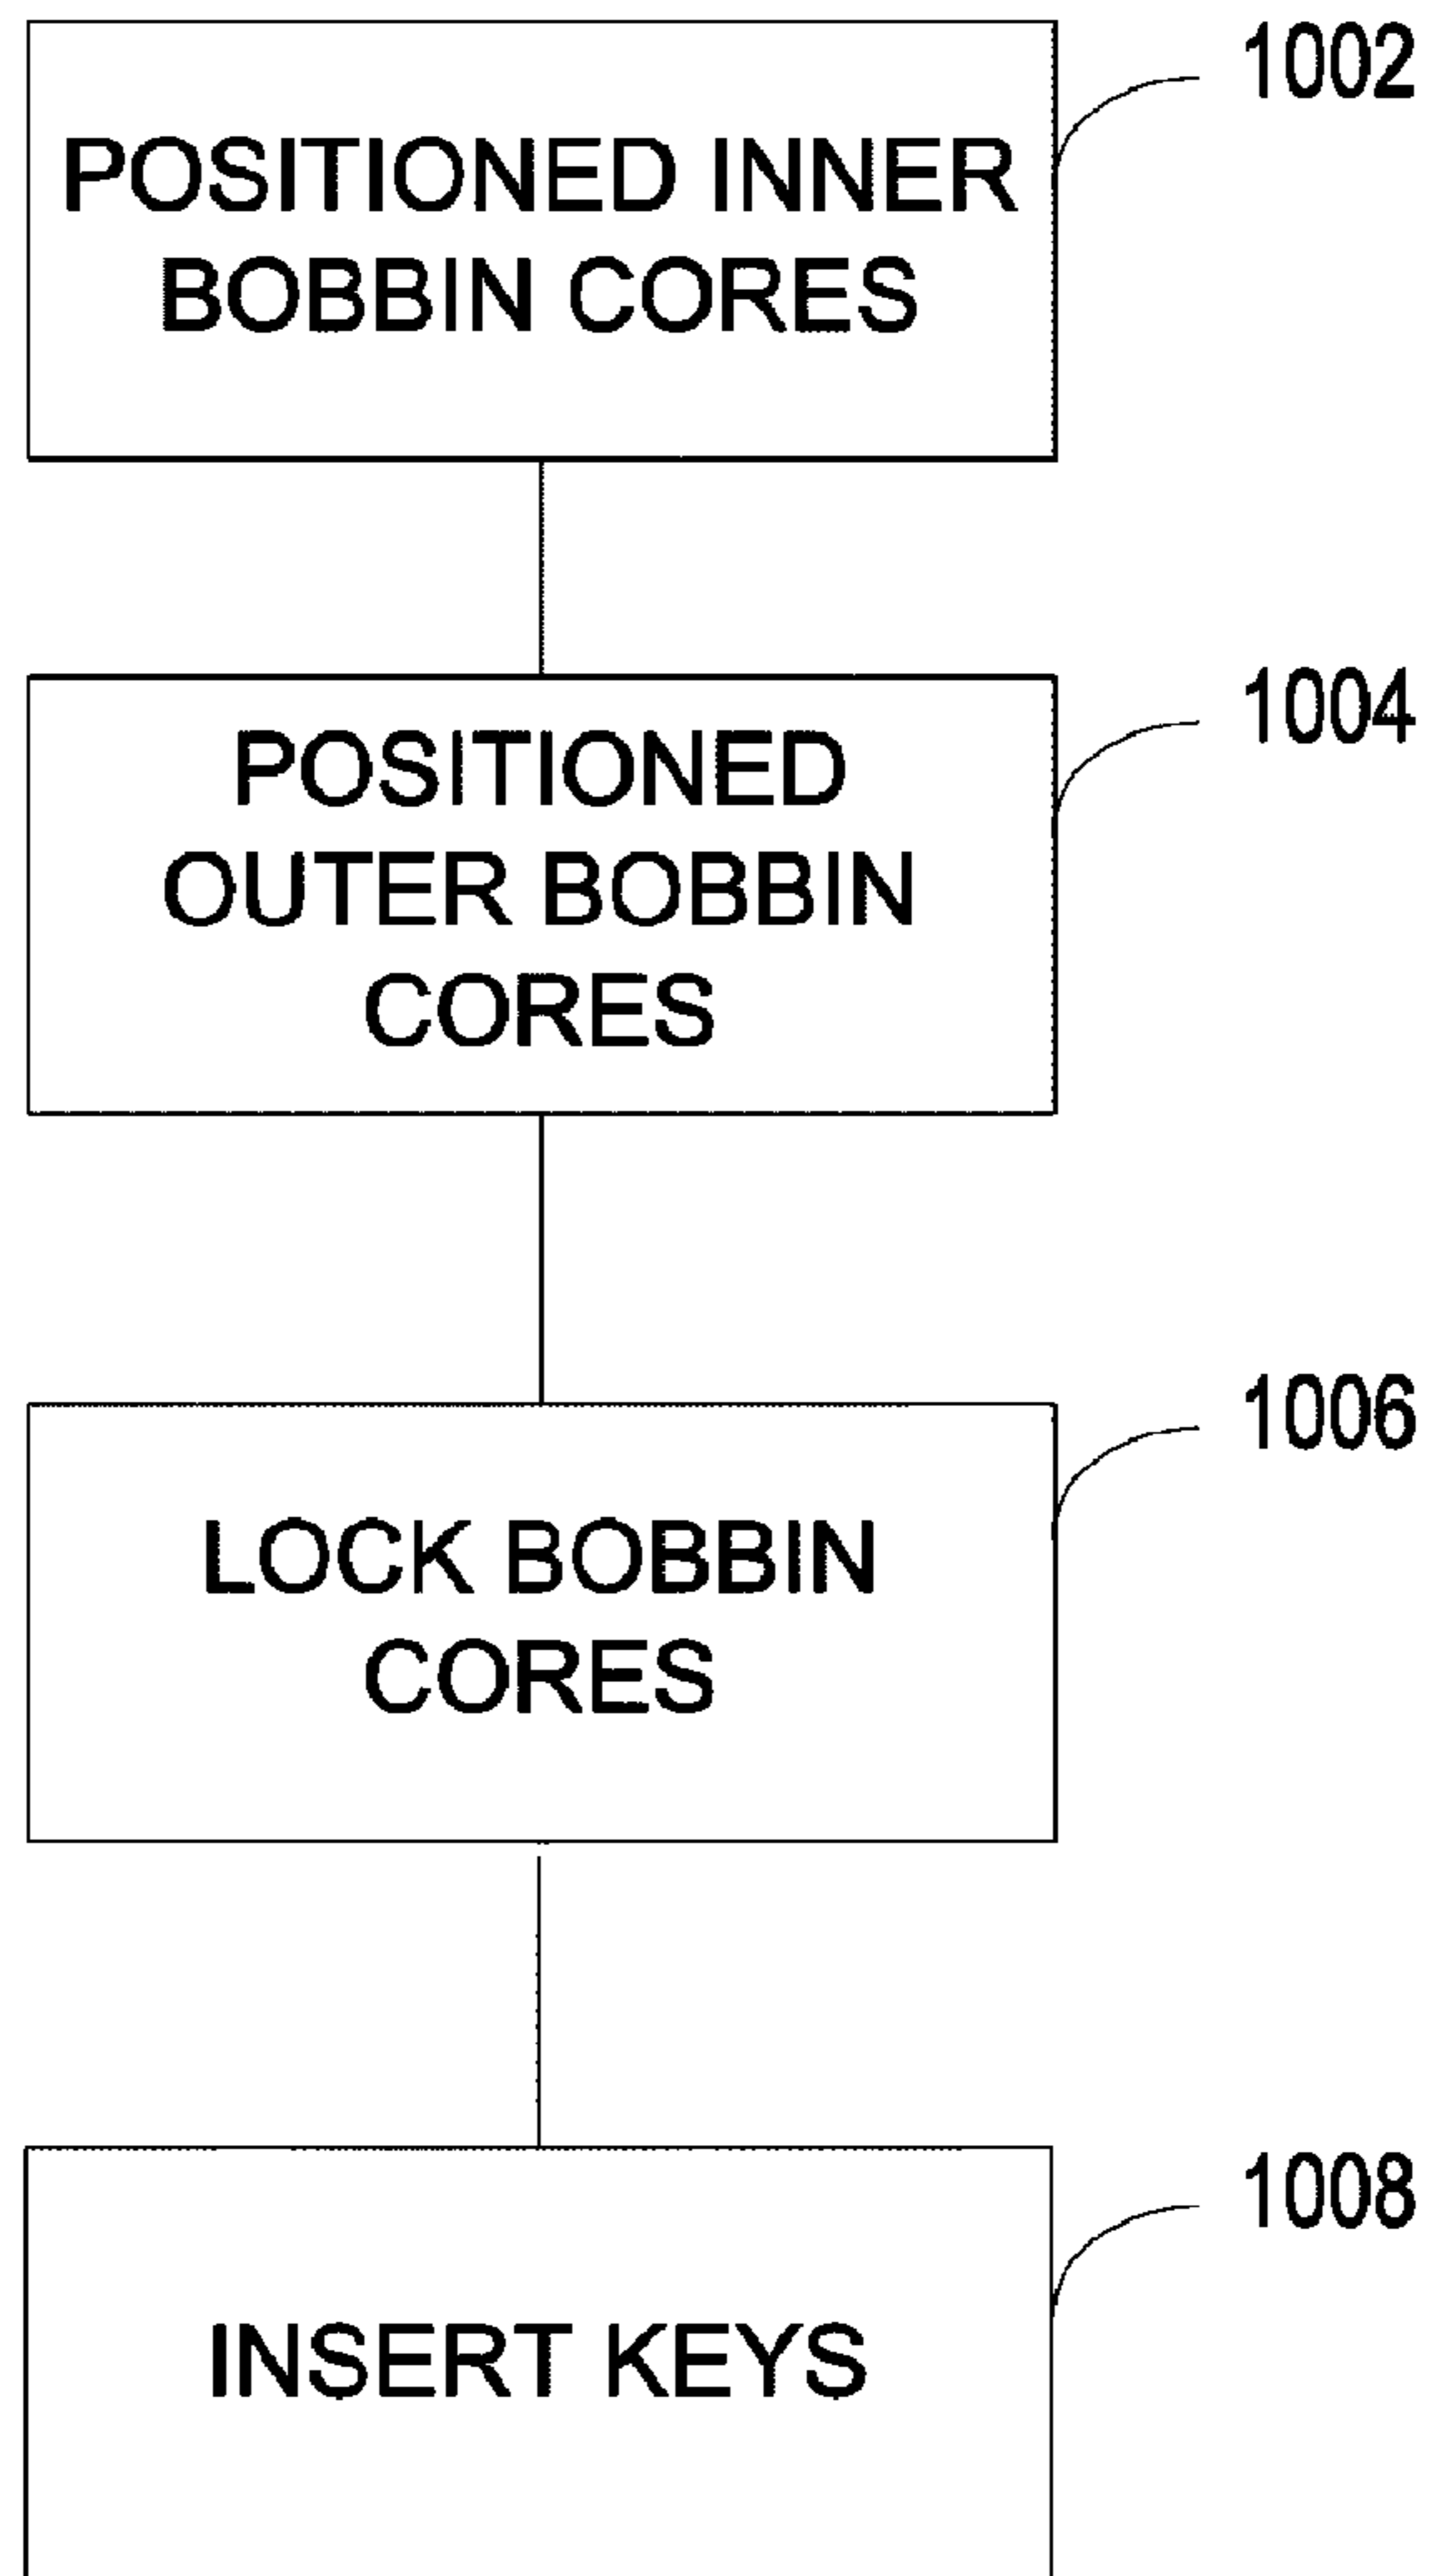 1002
POSITIONED INNER
BOBBIN CORES
1004
POSITIONED
OUTER BOBBIN
CORES
1006
LOCK BOBBIN
CORES
1008
INSERT KEYS